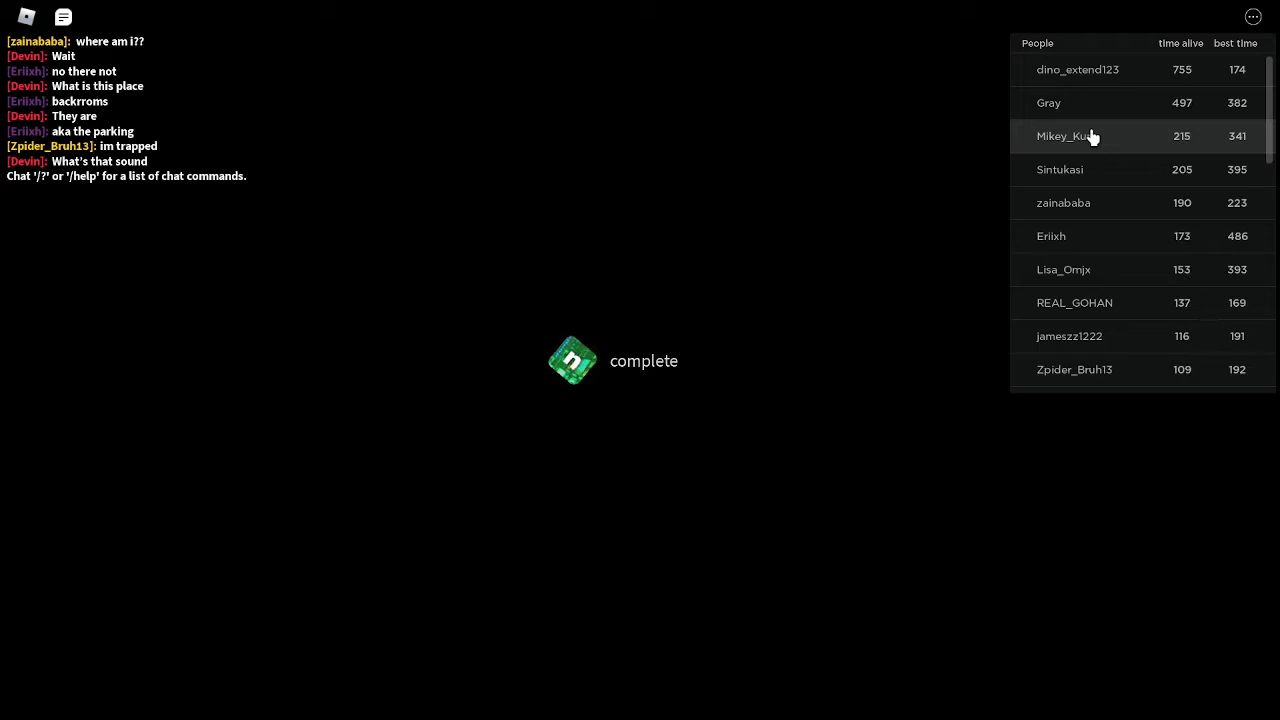 [zainababa]: where am i??
[Devin]: Wait
[Eriixh]: no there not
[Devin]: What is this place
[Eriixh]: backrroms
[Devin]: They are
[Eriixh]: aka the parking
[Zpider_Bruh13]: im trapped
[Devin]: What's that sound
Chat '/?' or '/help' for a list of chat commands.
People time alive best time
dino_extend123 755 174
Gray 497 382
215 341
Sintukasi 205 395
zainababa 190 223
Eriixh 173 486
Lisa_Omjx 153 393
REAL_GOHAN 137 169
jameszz1222 116 191
Zpider_Bruh13 109 192
n complete